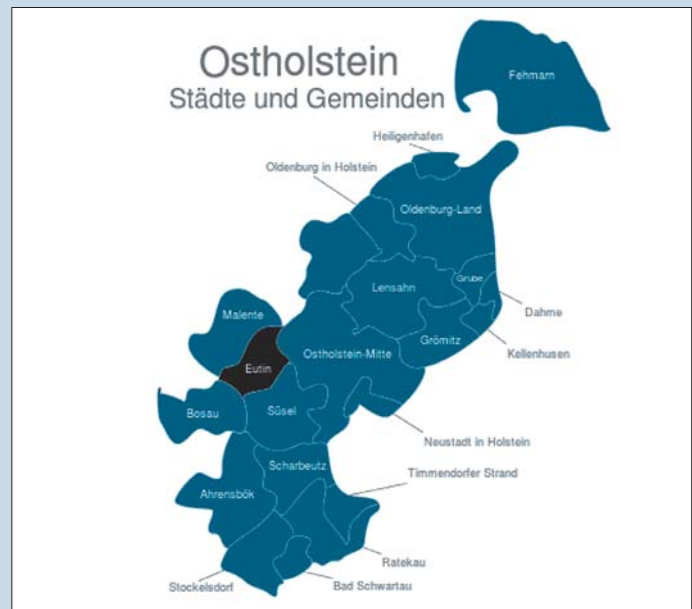 Ostholstein
Städte und Gemeinden
Fehmarn
Heiligenhafen
Oldenburg in Holstein
Oldenburg-Land
Grube
Lensahn
Dahme
Malente
Grömitz
Kellenhusen
Ostholstein-Mitte
Eutin
Bosau
Süsel
Neustadt in Holstein
Scharbeutz
Timmendorfer Strand
Ahrensbök
Ratekau
Stockelsdorf
Bad Schwartau